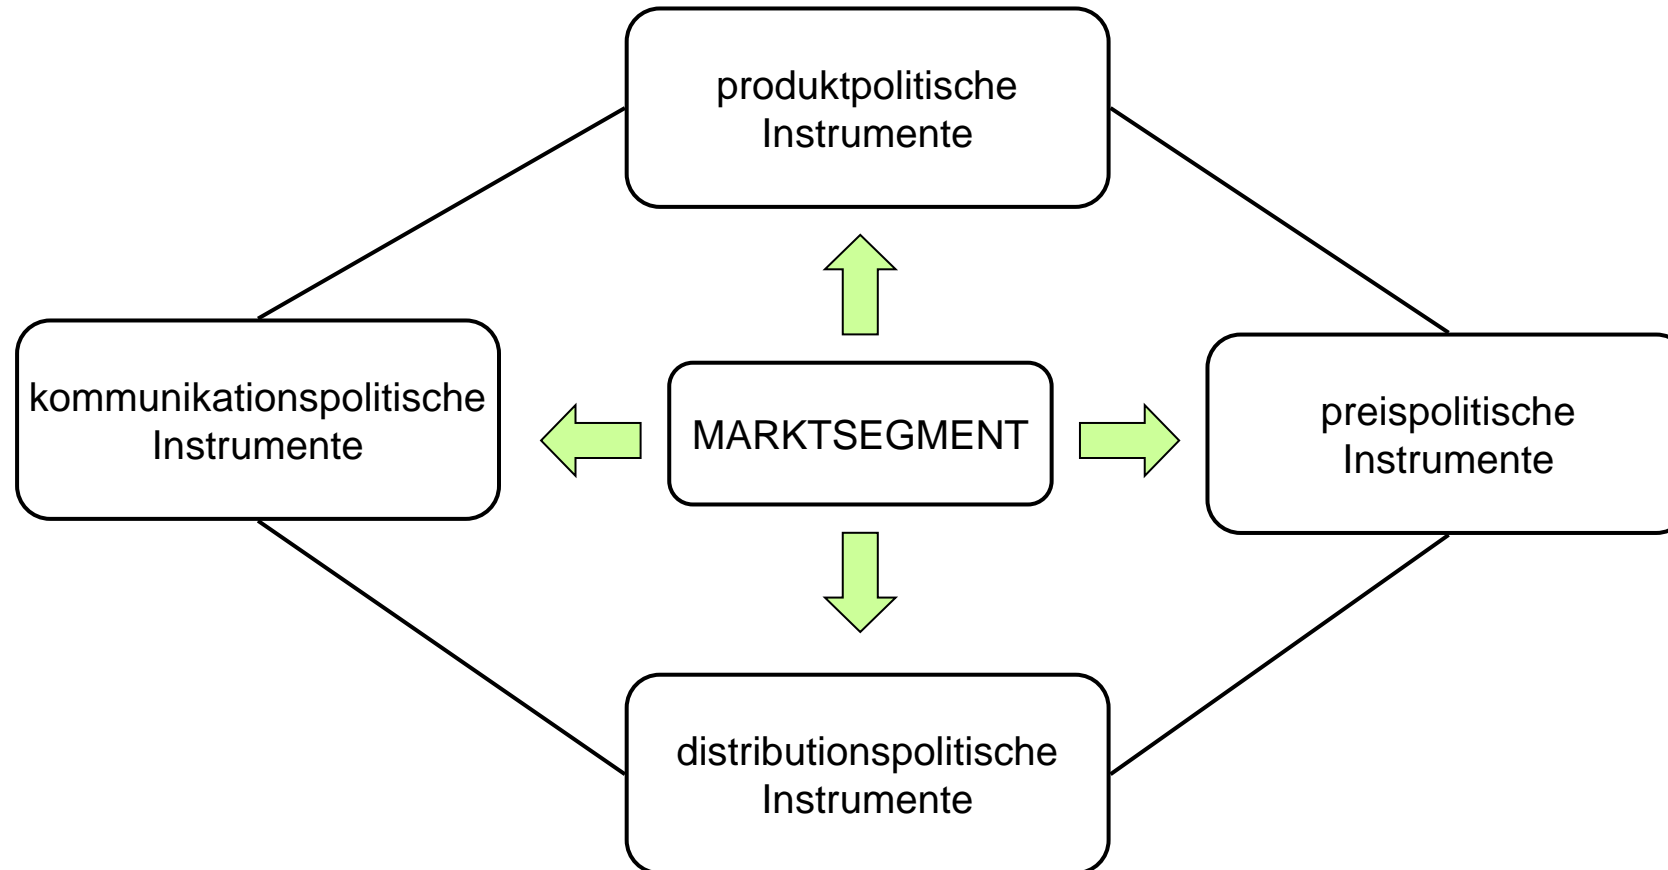 produktpolitische
Instrumente
kommunikationspolitische
Instrumente
MARKTSEGMENT
preispolitische
Instrumente
distributionspolitische
Instrumente